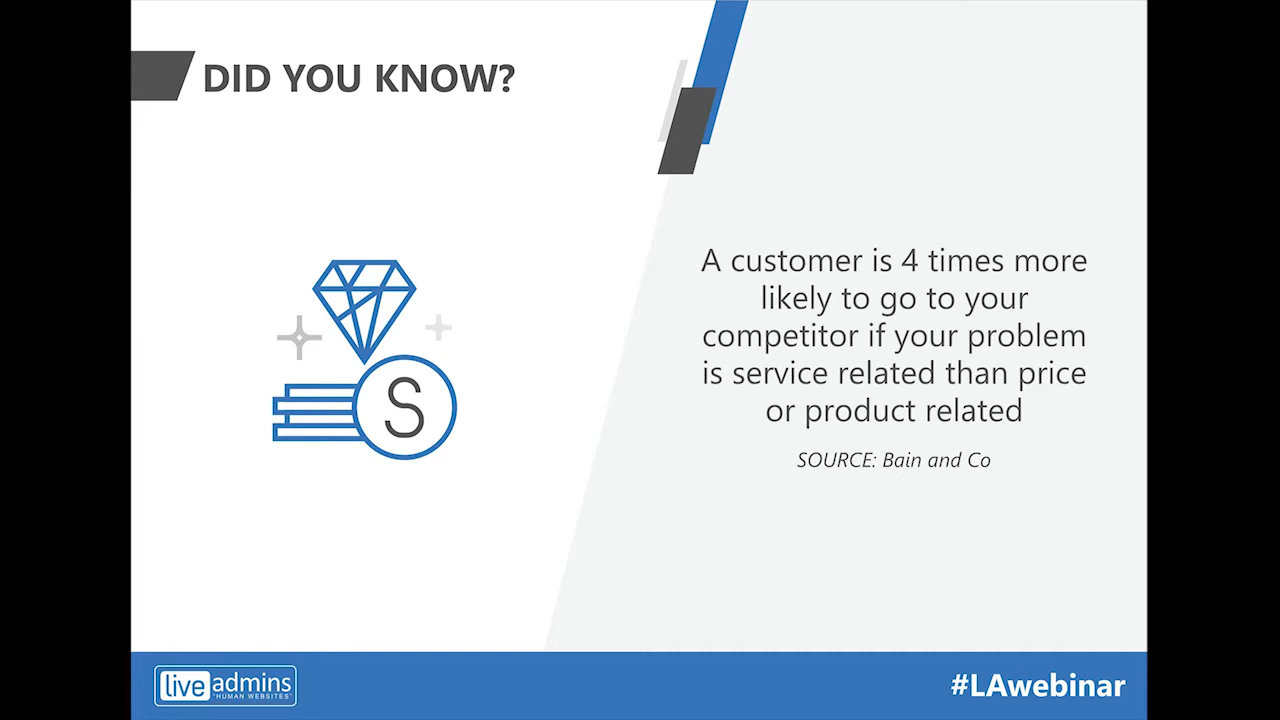 DID YOU KNOW?
S
A customer is 4 times more
likely to go to your
competitor if your problem
is service related than price
or product related
SOURCE: Bain and Co
live admins
"HUMAN WEBSITES"
#LAwebinar